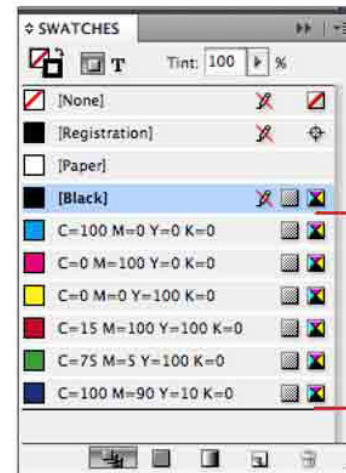 SWATCHES
T Tint: 100 %
[None]
[Registration]
[Paper]
[Black]
C=100 M=0 Y=0 K=0
C=0 M=100 Y=0 K=0
C=0 M=0 Y=100 K=0
C=15 M=100 Y=100 K=0
C=75 M=5 Y=100 K=0
C=100 M=90 Y=10 K=0